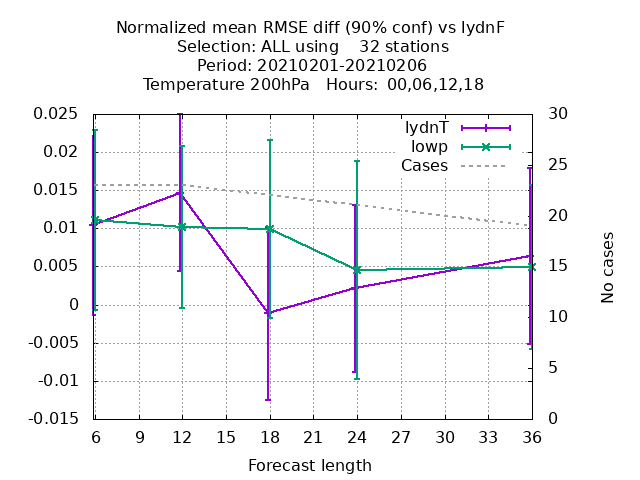 Normalized mean RMSE diff (90% conf) vs IydnF
Selection: ALL using    32 stations
Period: 20210201-20210206
Temperature 200hPa   Hours: 00,06,12,18
IydnT
lowp
Cases
0.025
0.02
0.015
0.01
0.005
0
-0.005
-0.01
-0.015
30
25
20
15
10
5
0
No cases
6 9 12 15 18 21 24 27 30 33 36
Forecast length